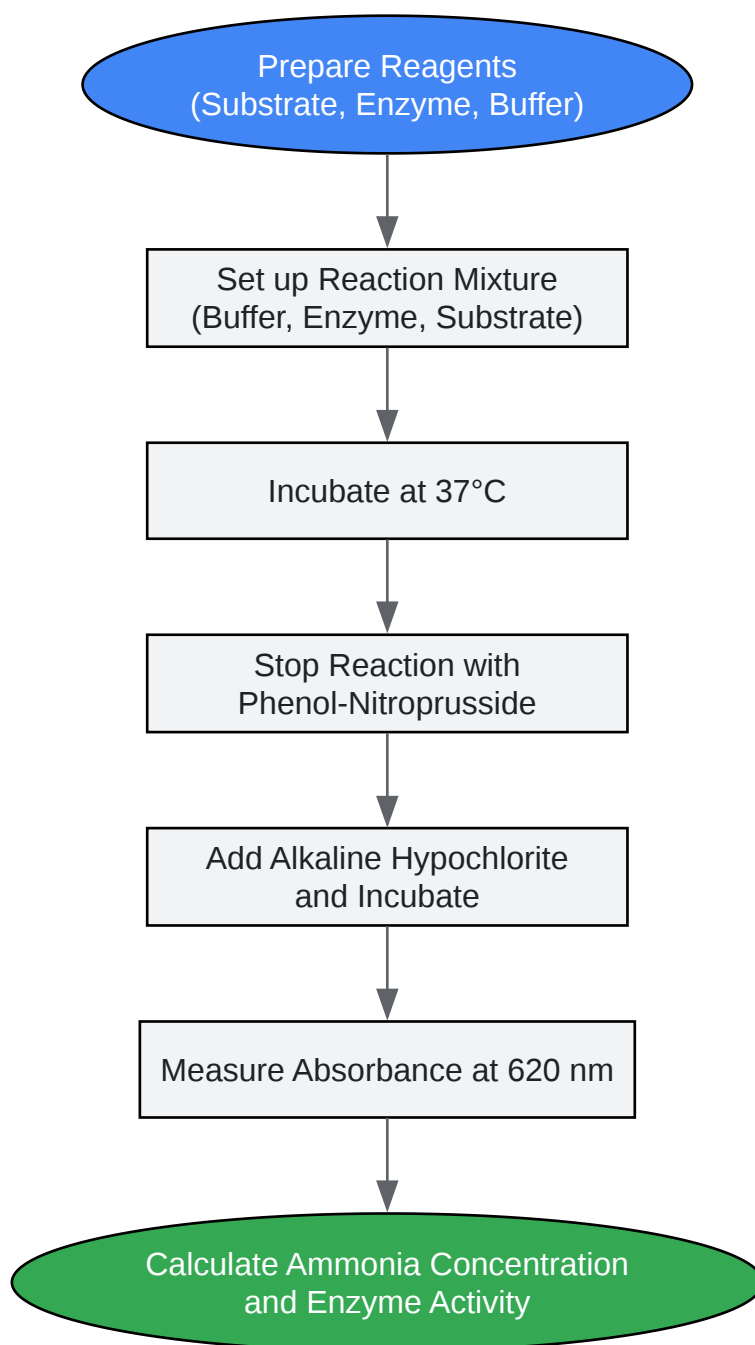 Prepare Reagents
(Substrate, Enzyme, Buffer)
Set up Reaction Mixture
(Buffer, Enzyme, Substrate)
Incubate at 37°C
Stop Reaction with
Phenol-Nitroprusside
Add Alkaline Hypochlorite
and Incubate
Measure Absorbance at 620 nm
Calculate Ammonia Concentration
and Enzyme Activity